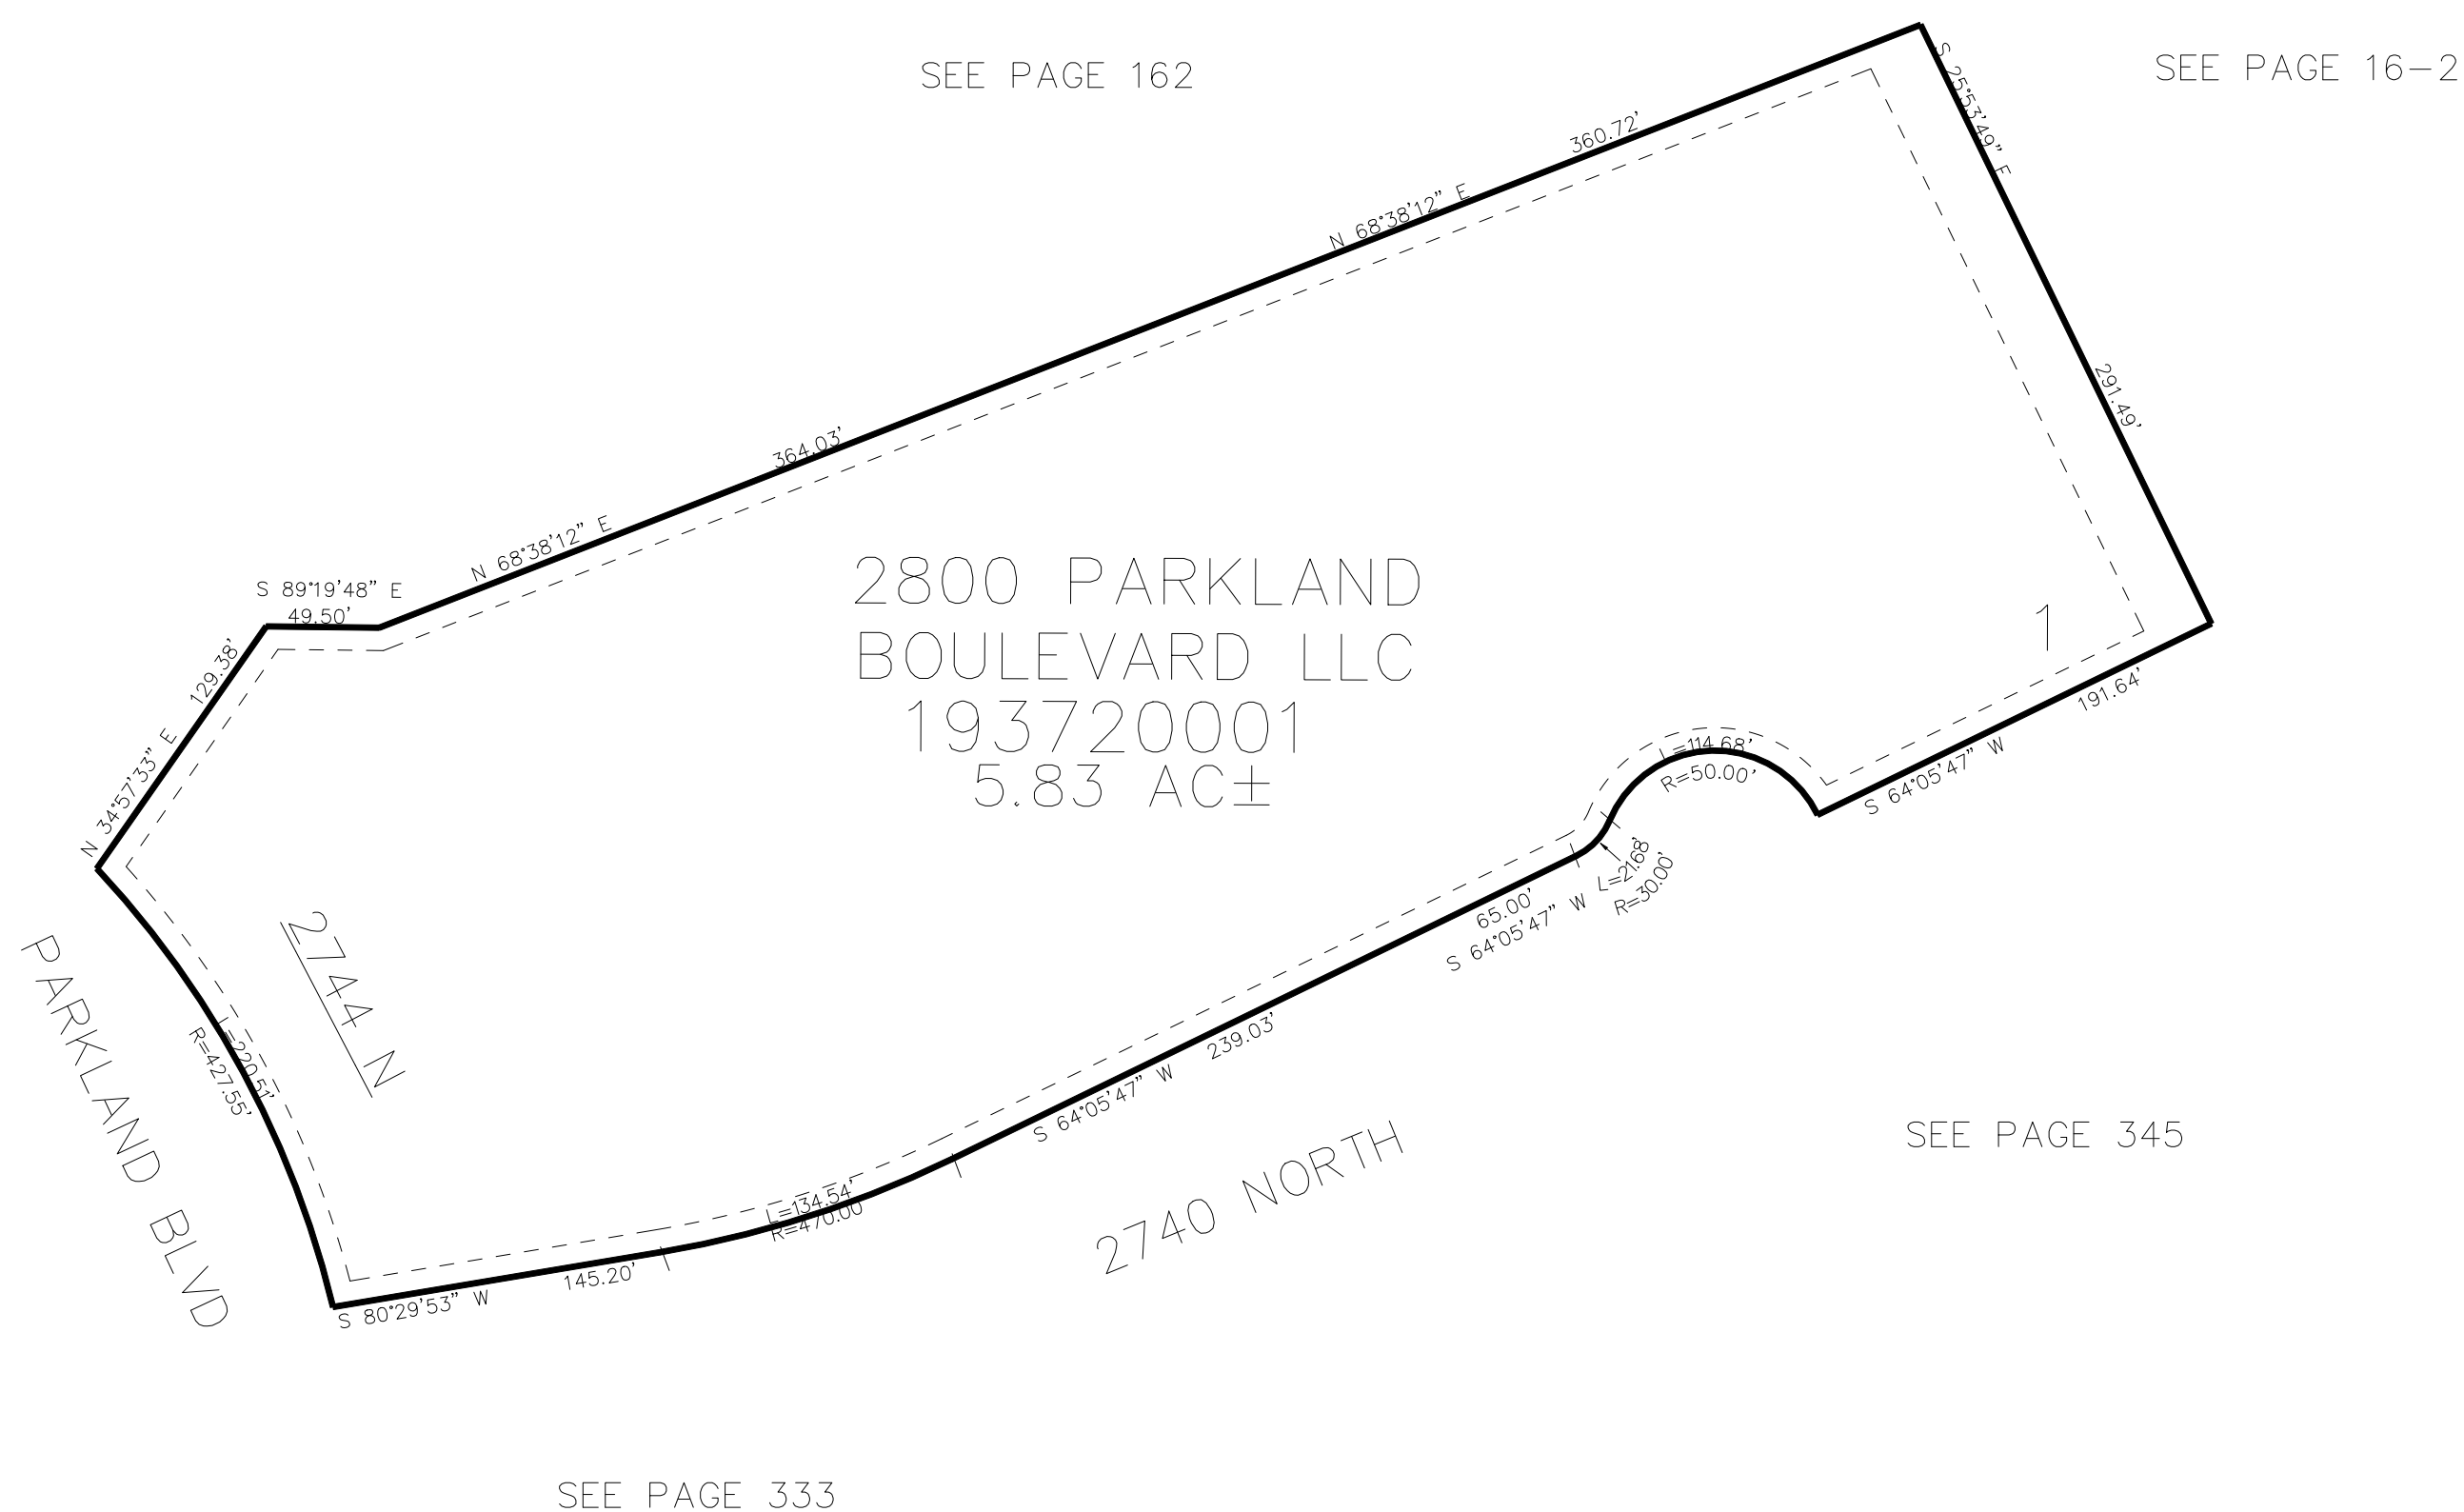 SEE PAGE 162
SEE PAGE 16-2
360.72'
N 68°38'12" E
S 25°53'49" E
291.49'
364.03'
N 68°38'12" E
S 89°19'48" E
49.50'
129.38'
N 34°57'33" E
2800 PARKLAND
BOULEVARD LLC
193720001
5.83 AC±
1
191.64'
S 64°05'47" W
L=114.68'
R=50.00'
L=21.68'
R=30.00'
65.00'
S 64°05'47" W
239.03'
S 64°05'47" W
2744 N
L=220.51'
R=427.55'
PARKLAND BLVD
L=134.54'
R=470.00
145.20'
S 80°29'53" W
2740 NORTH
SEE PAGE 345
SEE PAGE 333